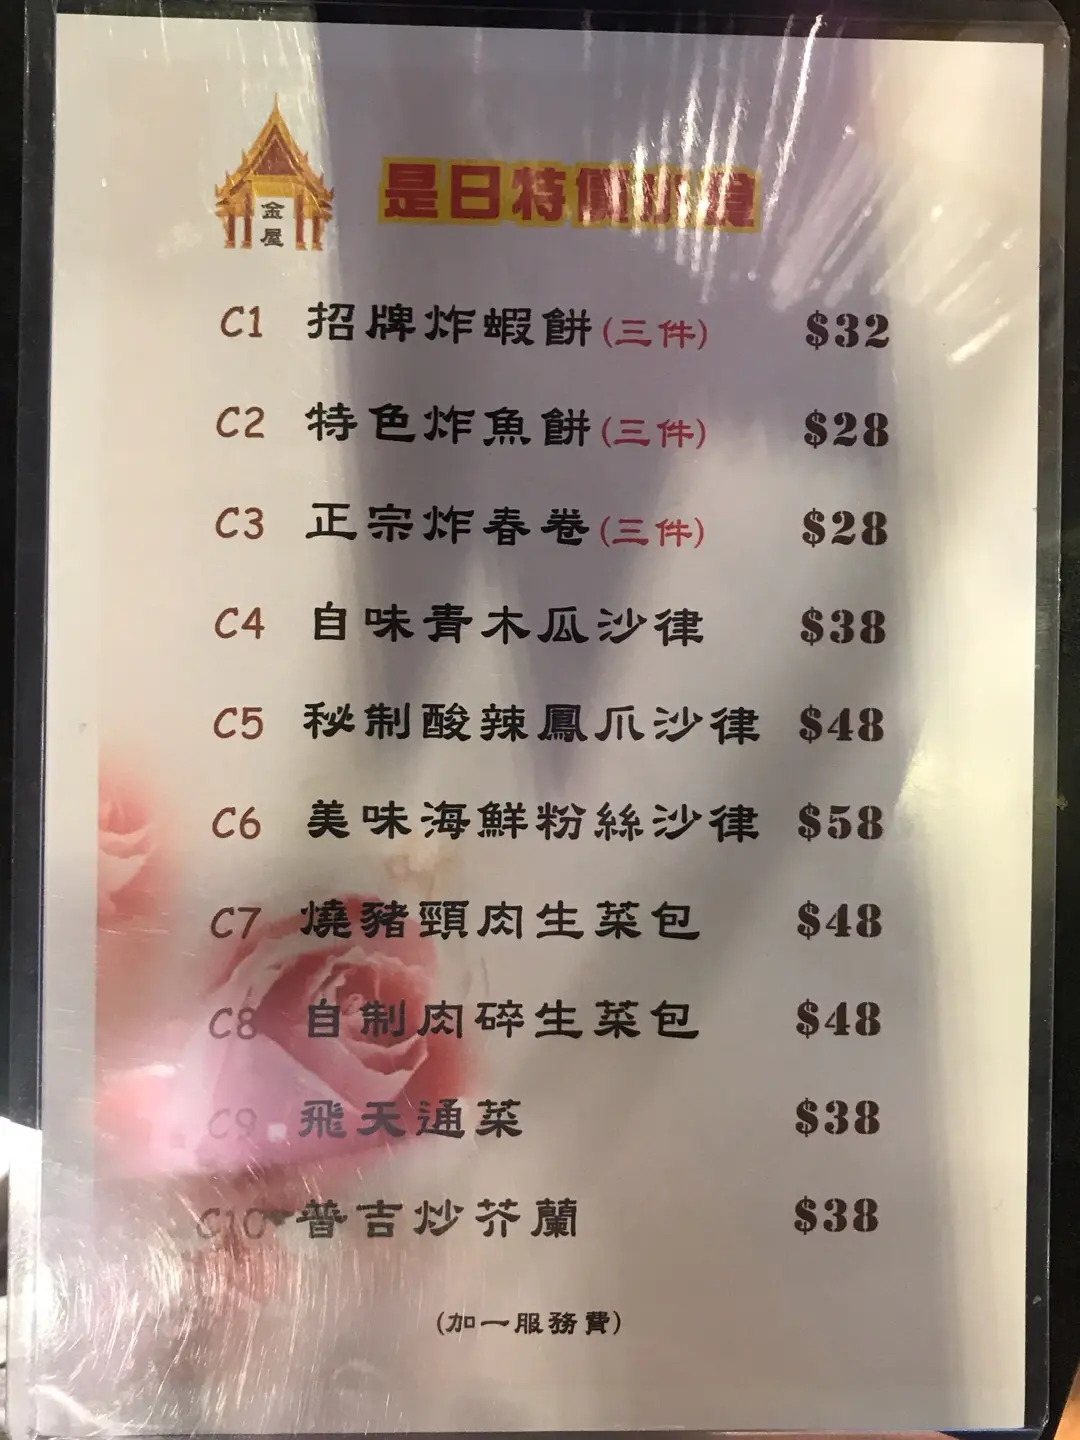 金屋
是日特價小食
C1 招牌炸蝦餅(三件) $32
C2 特色炸魚餅(三件) $28
C3 正宗炸春卷(三件) $28
C4 自味青木瓜沙律 $38
C5 秘制酸辣鳳爪沙律 $48
C6 美味海鮮粉絲沙律 $58
C7 燒豬頸肉生菜包 $48
C8 自制肉碎生菜包 $48
C9 飛天通菜 $38
C10 普吉炒芥蘭 $38
(加一服務費)